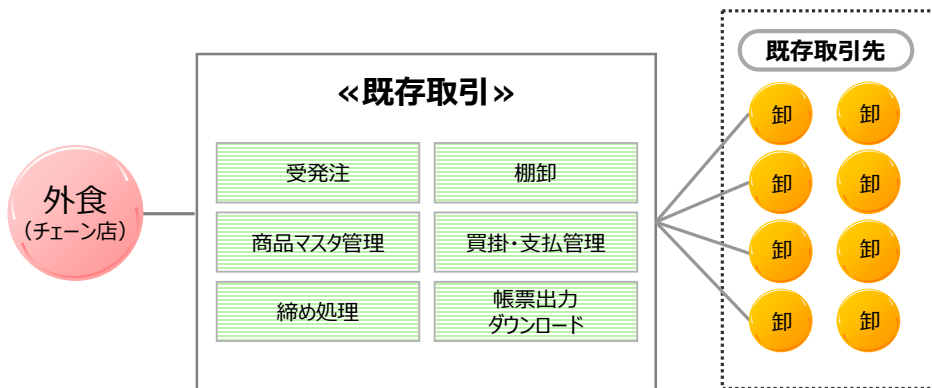 既存取引先
≪既存取引≫
外食
（チェーン店）
受発注
棚卸
商品マスタ管理
買掛・支払管理
締め処理
帳票出力
ダウンロード
卸
卸
卸
卸
卸
卸
卸
卸